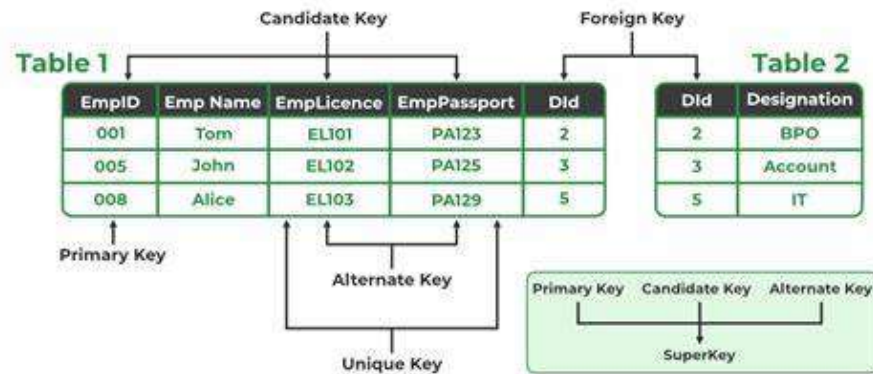 Candidate Key
Foreign Key
Table 1
Table 2
EmpID Emp Name EmpLicence EmpPassport DId
001 Tom EL101 PA123 2
005 John EL102 PA125 3
008 Alice EL103 PA129 5
DId Designation
2 BPO
3 Account
5 IT
Primary Key
Alternate Key
Unique Key
Primary Key Candidate Key Alternate Key
SuperKey